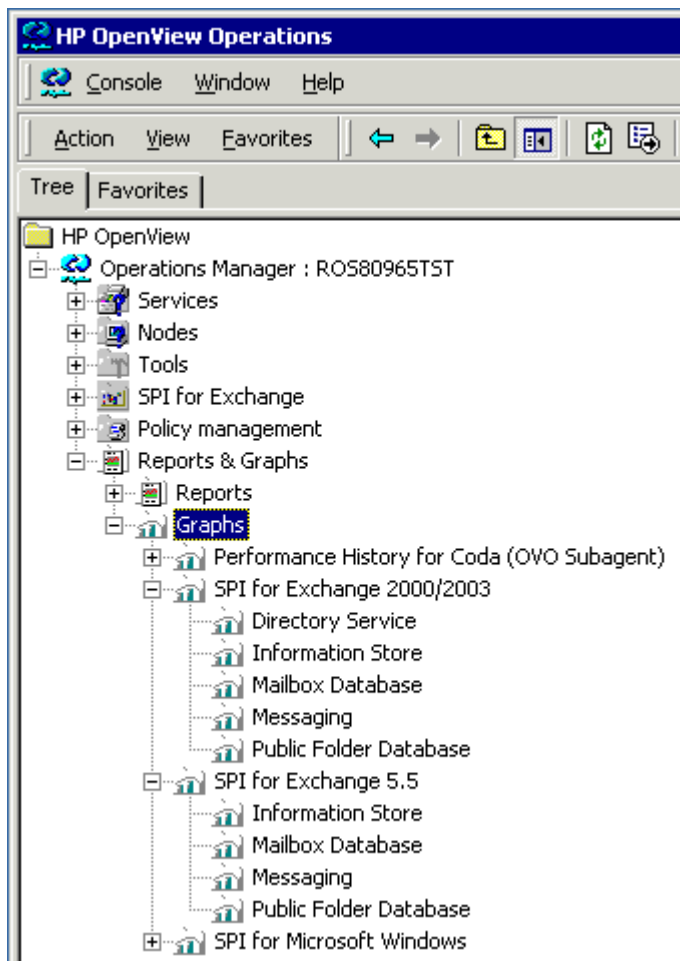 HP OpenView Operations
Console Window Help
Action View Favorites
Tree Favorites
HP OpenView
Operations Manager : ROS80965TST
Services
Nodes
Tools
SPI for Exchange
Policy management
Reports & Graphs
Reports
Graphs
Performance History for Coda (OVO Subagent)
SPI for Exchange 2000/2003
Directory Service
Information Store
Mailbox Database
Messaging
Public Folder Database
SPI for Exchange 5.5
Information Store
Mailbox Database
Messaging
Public Folder Database
SPI for Microsoft Windows